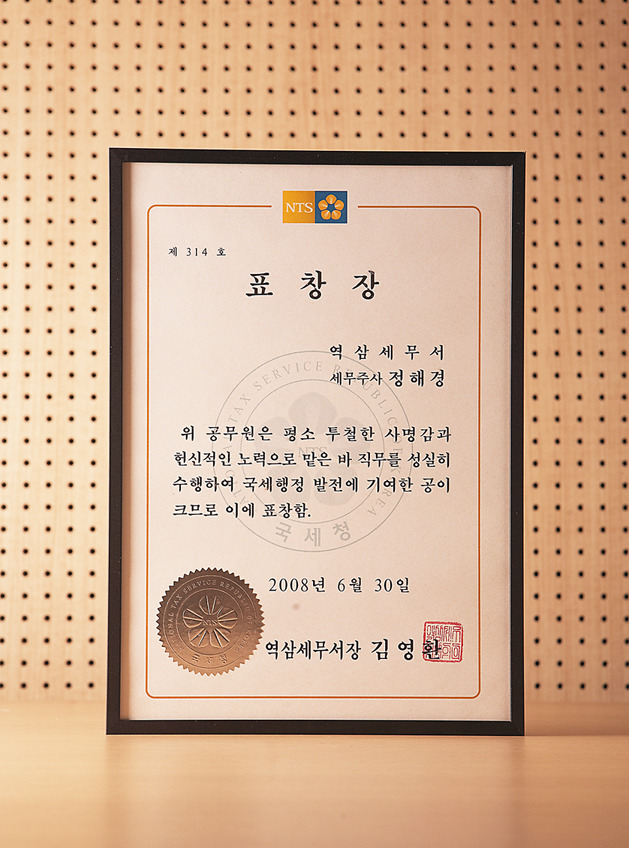 NTS
제 314 호
표 창 장
역 삼 세 무 서
세무주사 정 해 경
위 공무원은 평소 투철한 사명감과
헌신적인 노력으로 맡은 바 직무를 성실히
수행하여 국세행정 발전에 기여한 공이
크므로 이에 표창함.
국세청
2008년 6월 30일
역삼세무서장 김 영 환